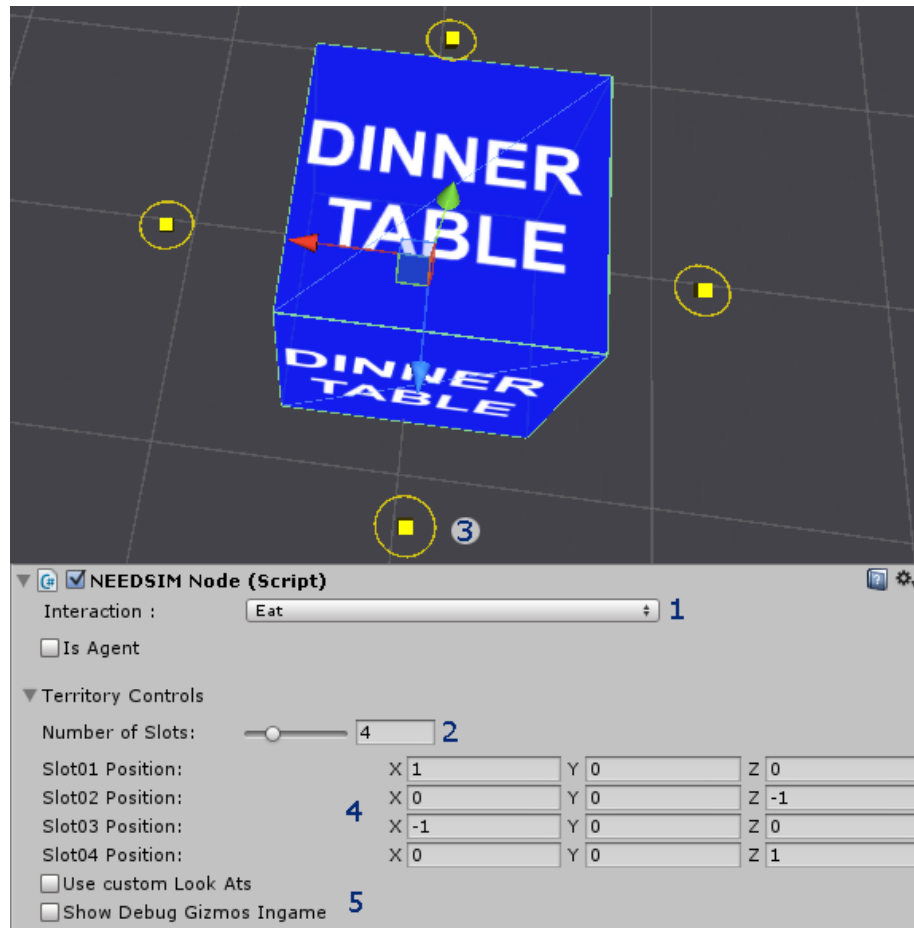 DINNER
TABLE
DINNER
TABLE
3
NEEDSIM Node (Script)
Interaction : Eat 1
Is Agent
Territory Controls
Number of Slots: 4 2
Slot01 Position: X 1 Y 0 Z 0
Slot02 Position: X 0 Y 0 Z -1
4
Slot03 Position: X -1 Y 0 Z 0
Slot04 Position: X 0 Y 0 Z 1
Use custom Look Ats
Show Debug Gizmos Ingame 5